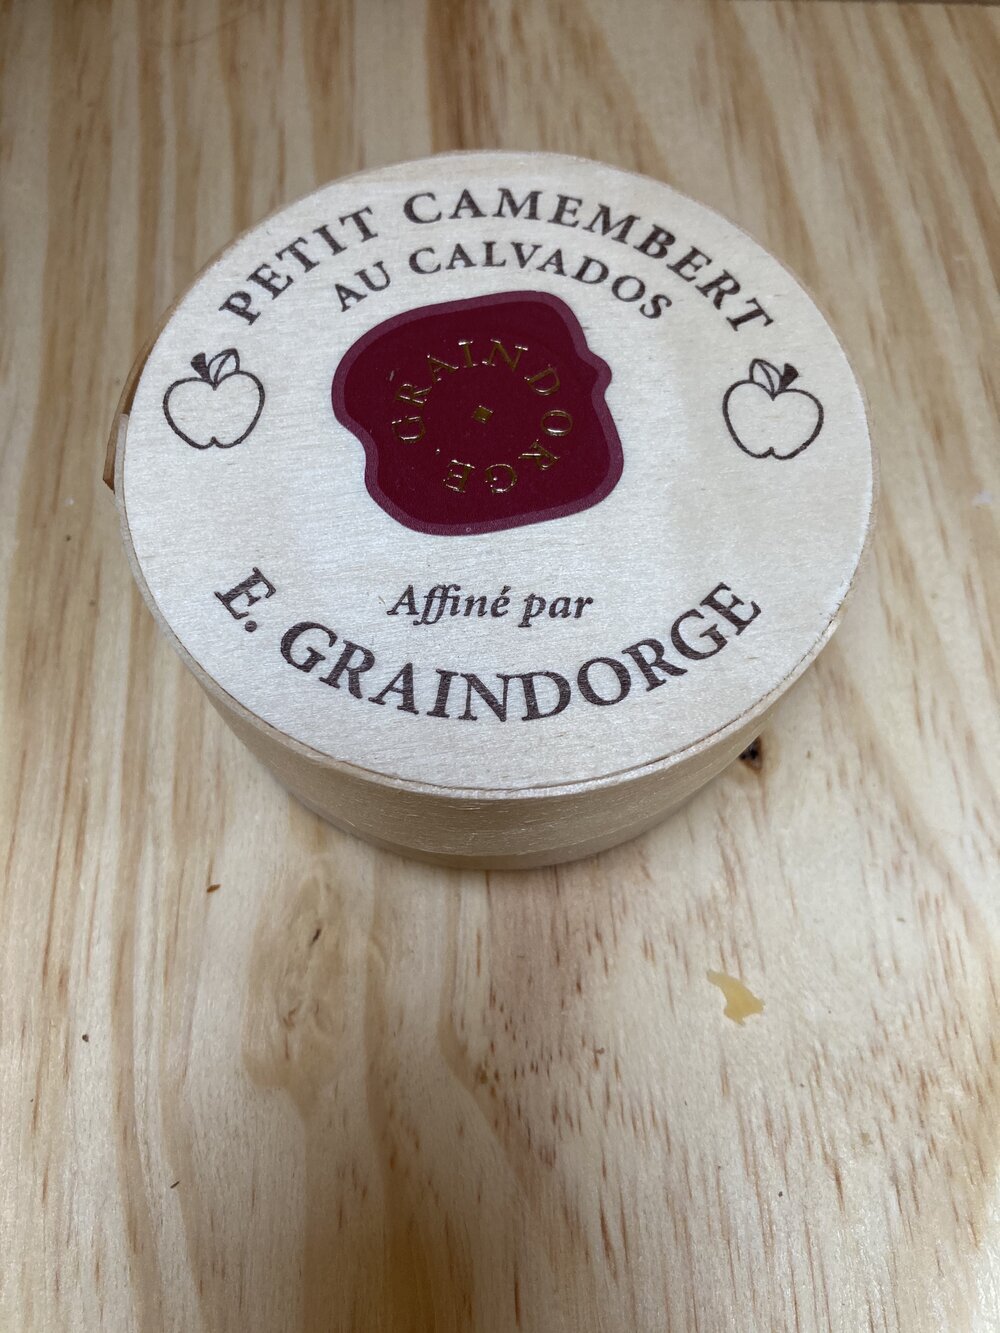 PETIT CAMEMBERT
AU CALVADOS
E. GRAINDORGE
Affiné par
E. GRAINDORGE